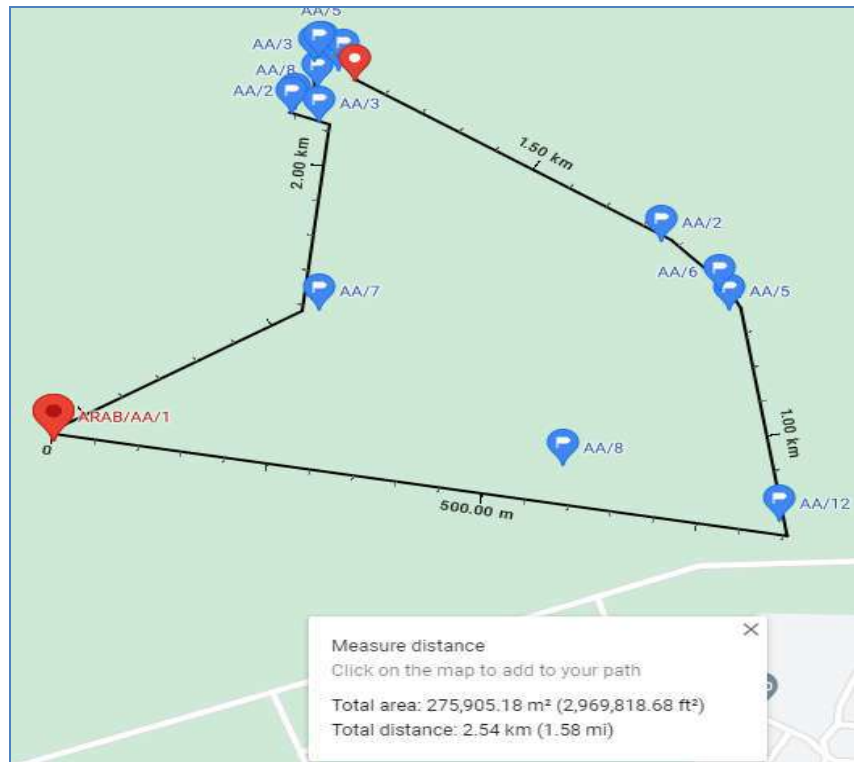 AA/5
AA/3
AA/8
AA/2
AA/3
2.00 km
1.50 km
AA/2
AA/6
AA/5
AA/7
ARAB/AA/1
0
AA/8
1.00 km
500.00 m
AA/12
Measure distance
Click on the map to add to your path
Total area: 275,905.18 m² (2,969,818.68 ft²)
Total distance: 2.54 km (1.58 mi)